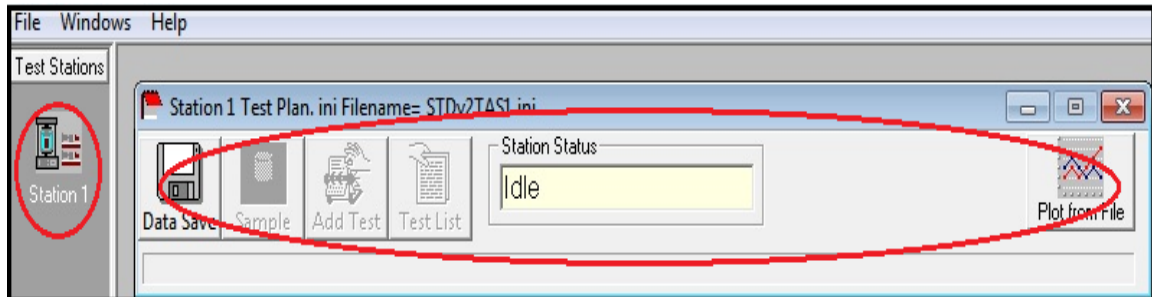 File Windows Help
Test Stations
Station 1 Test Plan. ini Filename= STDv2TAS1.ini
Station 1
Station Status
Idle
Data Save Sample Add Test Test List
Plot from File